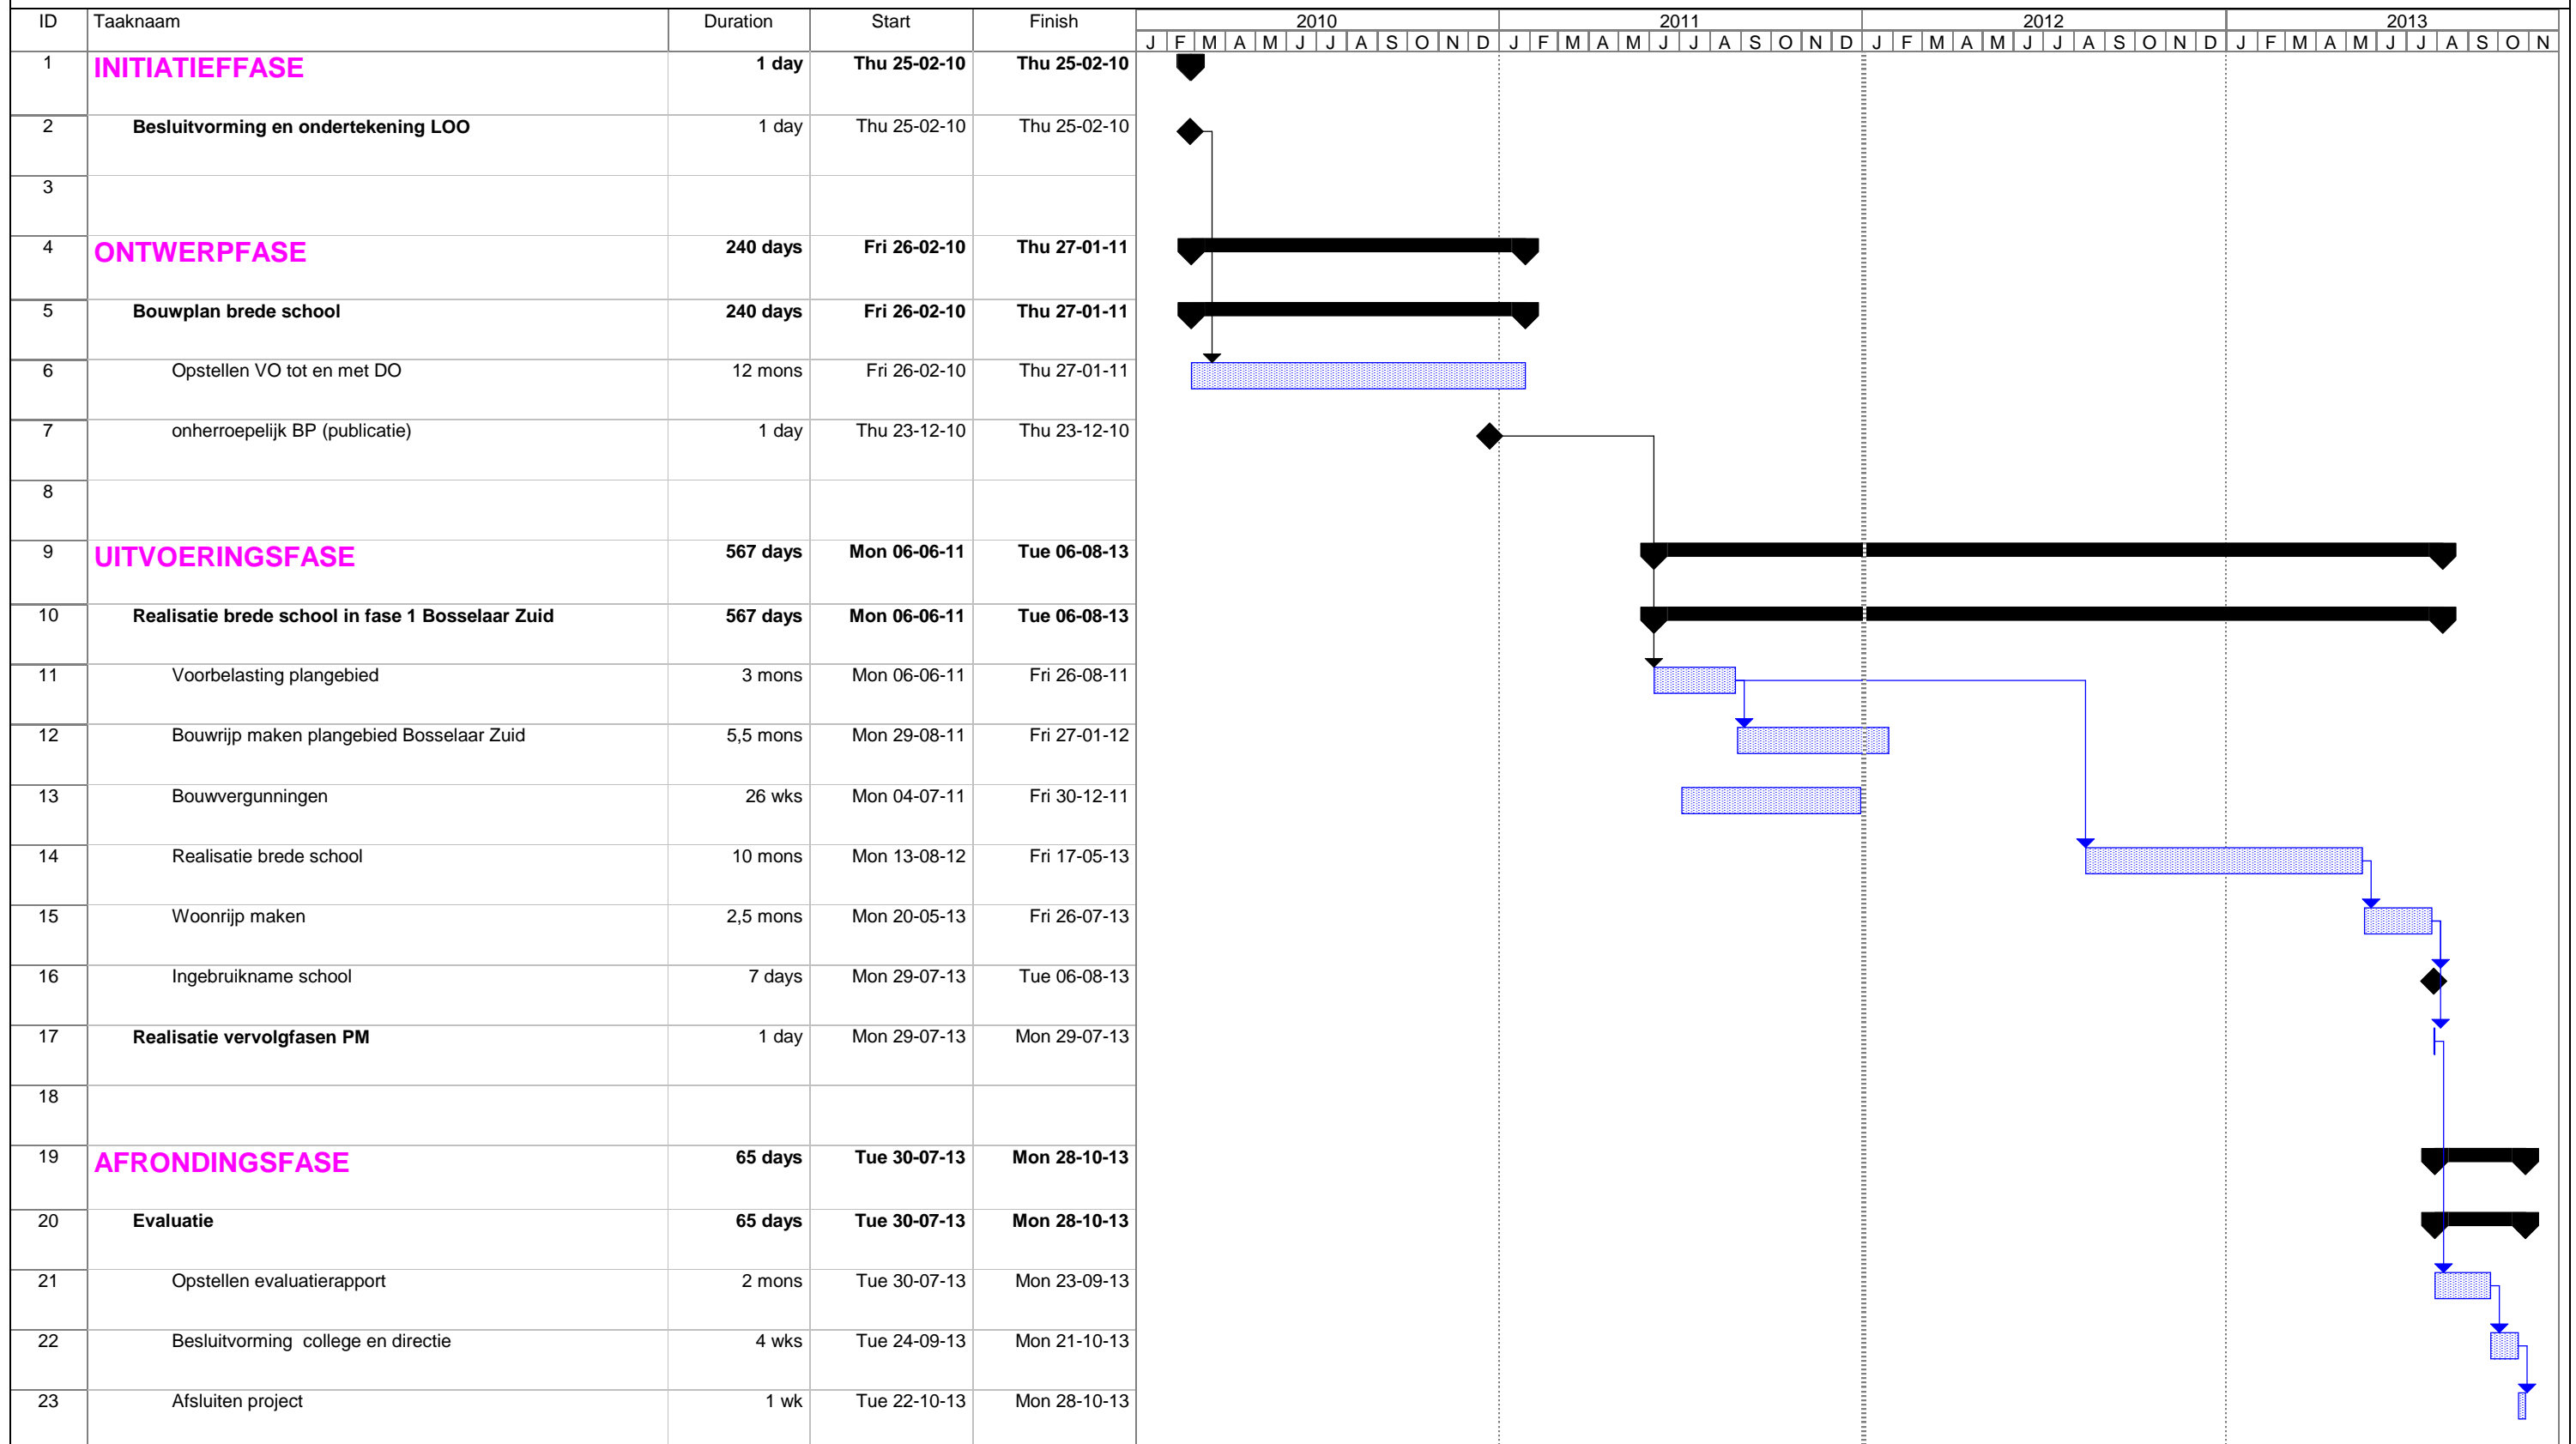 ID Taaknaam Duration Start Finish 2010 2011 2012 2013
J F M A M J J A S O N D J F M A M J J A S O N D J F M A M J J A S O N D J F M A M J J A S O N
1 INITIATIEFFASE 1 day Thu 25-02-10 Thu 25-02-10
2 Besluitvorming en ondertekening LOO 1 day Thu 25-02-10 Thu 25-02-10
3
4 ONTWERPFASE 240 days Fri 26-02-10 Thu 27-01-11
5 Bouwplan brede school 240 days Fri 26-02-10 Thu 27-01-11
6 Opstellen VO tot en met DO 12 mons Fri 26-02-10 Thu 27-01-11
7 onherroepelijk BP (publicatie) 1 day Thu 23-12-10 Thu 23-12-10
8
9 UITVOERINGSFASE 567 days Mon 06-06-11 Tue 06-08-13
10 Realisatie brede school in fase 1 Bosselaar Zuid 567 days Mon 06-06-11 Tue 06-08-13
11 Voorbelasting plangebied 3 mons Mon 06-06-11 Fri 26-08-11
12 Bouwrijp maken plangebied Bosselaar Zuid 5,5 mons Mon 29-08-11 Fri 27-01-12
13 Bouwvergunningen 26 wks Mon 04-07-11 Fri 30-12-11
14 Realisatie brede school 10 mons Mon 13-08-12 Fri 17-05-13
15 Woonrijp maken 2,5 mons Mon 20-05-13 Fri 26-07-13
16 Ingebruikname school 7 days Mon 29-07-13 Tue 06-08-13
17 Realisatie vervolgfasen PM 1 day Mon 29-07-13 Mon 29-07-13
18
19 AFRONDINGSFASE 65 days Tue 30-07-13 Mon 28-10-13
20 Evaluatie 65 days Tue 30-07-13 Mon 28-10-13
21 Opstellen evaluatierapport 2 mons Tue 30-07-13 Mon 23-09-13
22 Besluitvorming college en directie 4 wks Tue 24-09-13 Mon 21-10-13
23 Afsluiten project 1 wk Tue 22-10-13 Mon 28-10-13